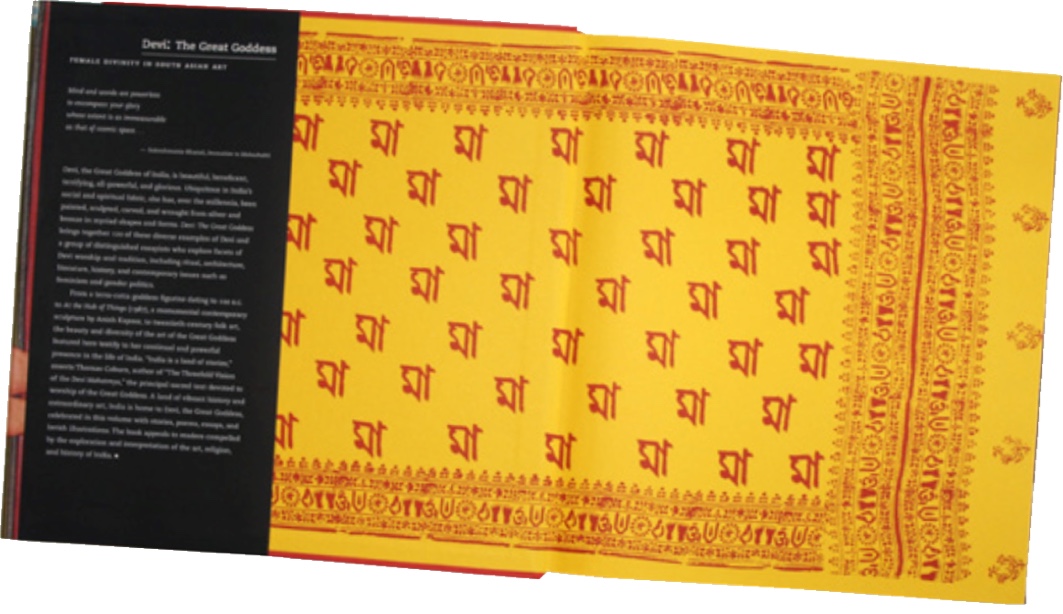 Devi: The Great Goddess
FEMALE DIVINITY IN SOUTH ASIAN ART
Mind and words are powerless
to encompass your glory
whose extent is as immeasurable
as that of cosmic space . . .
Devi, the Great Goddess of India, is beautiful, beneficent,
terrifying, all-powerful, and glorious. Ubiquitous in India's
social and spiritual fabric, she has, over the millennia, been
painted, sculpted, carved, and wrought from silver and
bronze in myriad shapes and forms. Devi: The Great Goddess
brings together 120 of these diverse examples of Devi and
a group of distinguished essayists who explore facets of
Devi worship and tradition, including ritual, architecture,
literature, history, and contemporary issues such as
feminism and gender politics.
From a terra-cotta goddess figurine dating to
to At the Hub of Things (1987), a monumental contemporary
sculpture by Anish Kapoor, to twentieth-century folk art,
the beauty and diversity of the art of the Great Goddess
featured here testify to her continued and powerful
presence in the life of India. "India is a land of stories,"
asserts Thomas Coburn, author of "The Threefold Vision
of the Devi Mahatmya," the principal sacred text devoted to
worship of the Great Goddess. A land of vibrant history and
extraordinary art, India is home to Devi, the Great Goddess,
celebrated in this volume with stories, poems, essays, and
lavish illustrations. The book appeals to readers compelled
by the exploration and interpretation of the art, religion,
and history of India. ■
মা মা মা মা মা মা মা
মা মা মা মা মা মা মা
মা মা মা মা মা মা মা
মা মা মা মা মা মা
মা মা মা মা মা মা মা
মা মা মা মা মা মা
মা মা মা মা মা মা মা